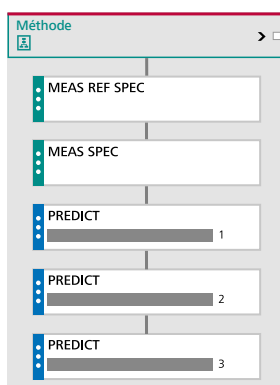 Méthode
MEAS REF SPEC
MEAS SPEC
PREDICT
1
PREDICT
2
PREDICT
3